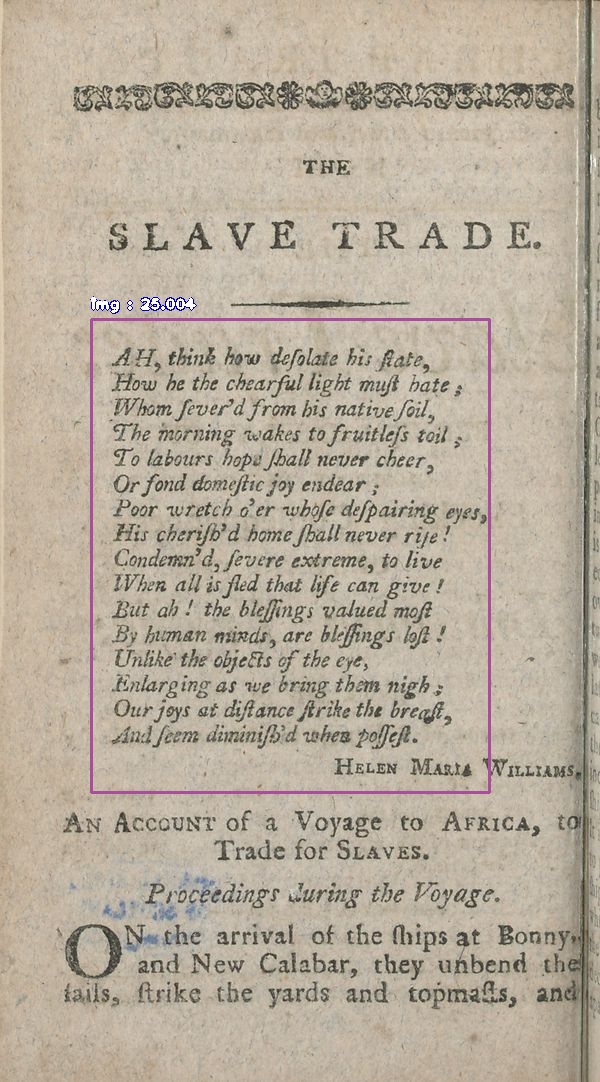 THE
SLAVE TRADE.
Img : 25.004
AH, think how deſolate his ſtate,
How he the chearful light muſt hate ;
Whom ſever'd from his native ſoil,
The morning wakes to fruitleſs toil ;
To labours hope ſhall never cheer,
Or fond domeſtic joy endear ;
Poor wretch o'er whoſe deſpairing eyes,
His cheriſh'd home ſhall never riſe !
Condemn'd, ſevere extreme, to live
When all is fled that life can give !
But ah ! the bleſſings valued moſt
By human minds, are bleſſings loſt !
Unlike the objects of the eye,
Enlarging as we bring them nigh ;
Our joys at diſtance ſtrike the breaſt,
And ſeem diminiſh'd when poſſeſt.
HELEN MARIA WILLIAMS.
AN ACCOUNT of a Voyage to AFRICA, to
Trade for SLAVES.
Proceedings during the Voyage.
ON the arrival of the ſhips at Bonny,
and New Calabar, they unbend the
ſails, ſtrike the yards and topmaſts, and